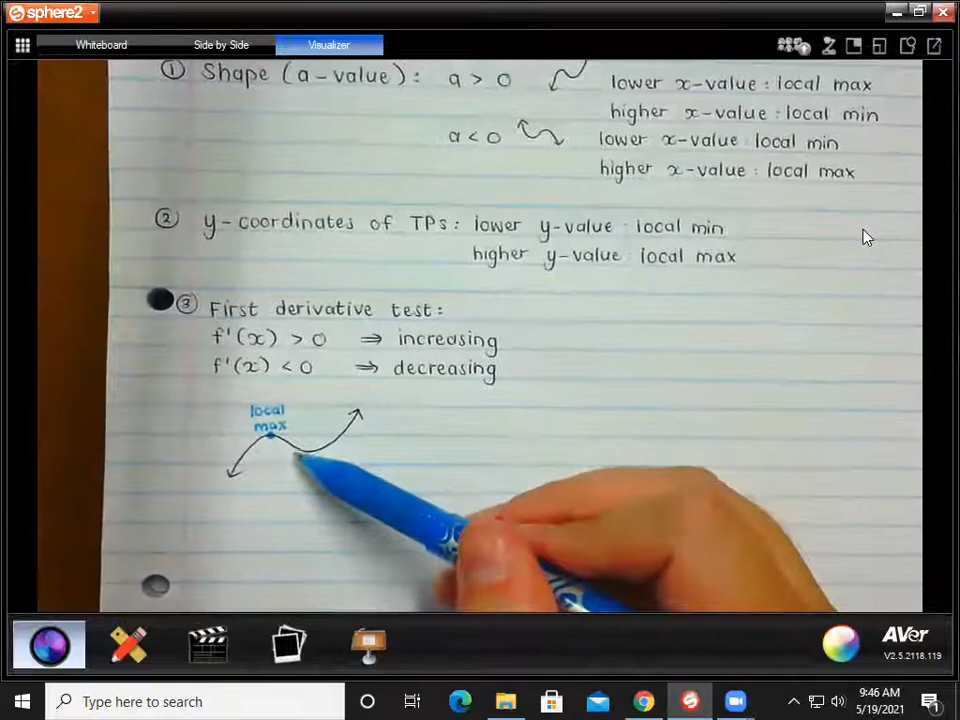 sphere2
Whiteboard
Side by Side
Visualizer
① Shape (a-value): a > 0
lower x-value: local max
higher x-value: local min
a < 0
lower x-value: local min
higher x-value: local max
② y-coordinates of TPs: lower y-value: local min
higher y-value: local max
③ First derivative test:
f'(x) > 0 ⇒ increasing
f'(x) < 0 ⇒ decreasing
local
max
AVer
V2.5.2118.119
Type here to search
9:46 AM
5/19/2021
1